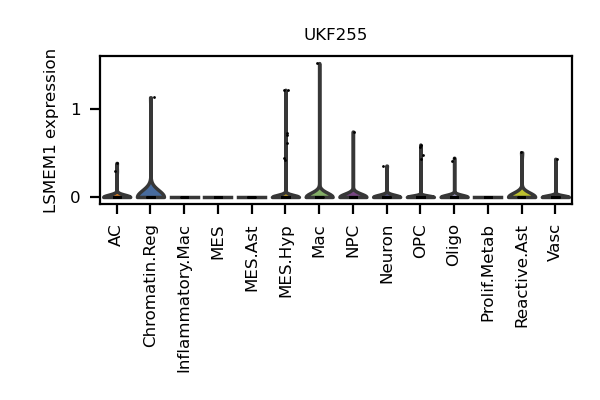 UKF255
LSMEM1 expression
1
0
AC
Chromatin.Reg
Inflammatory.Mac
MES
MES.Ast
MES.Hyp
Mac
NPC
Neuron
OPC
Oligo
Prolif.Metab
Reactive.Ast
Vasc